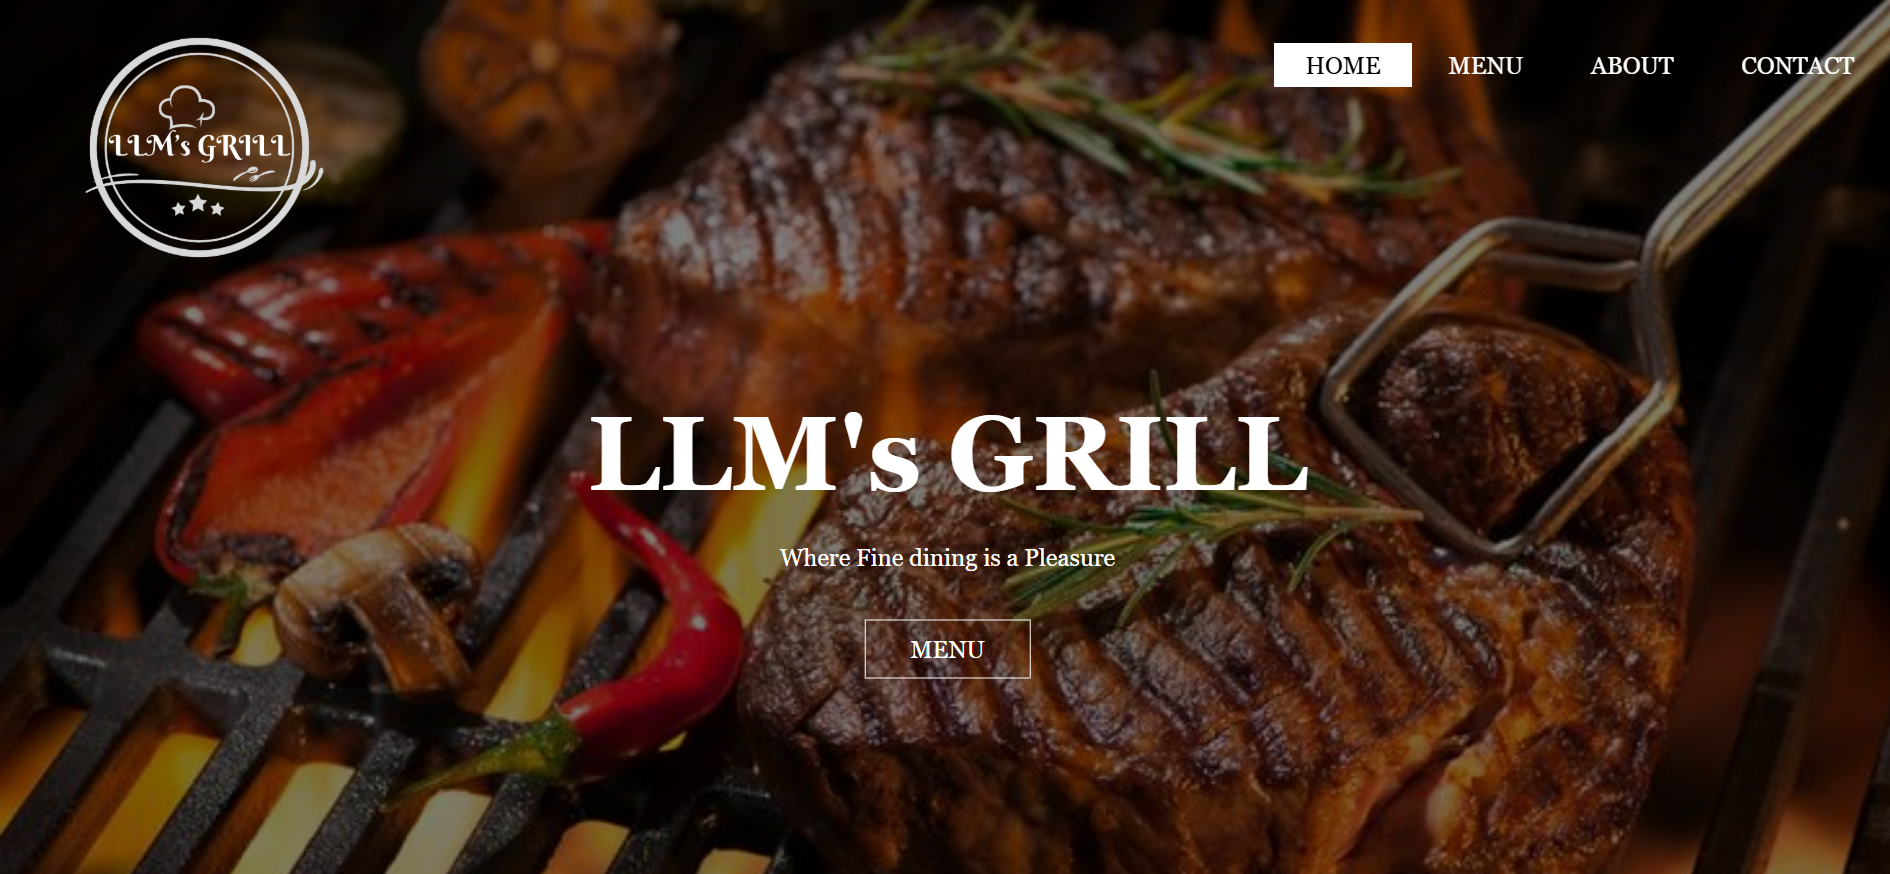 LLM's GRILL
HOME MENU ABOUT CONTACT
LLM's GRILL
Where Fine dining is a Pleasure
MENU